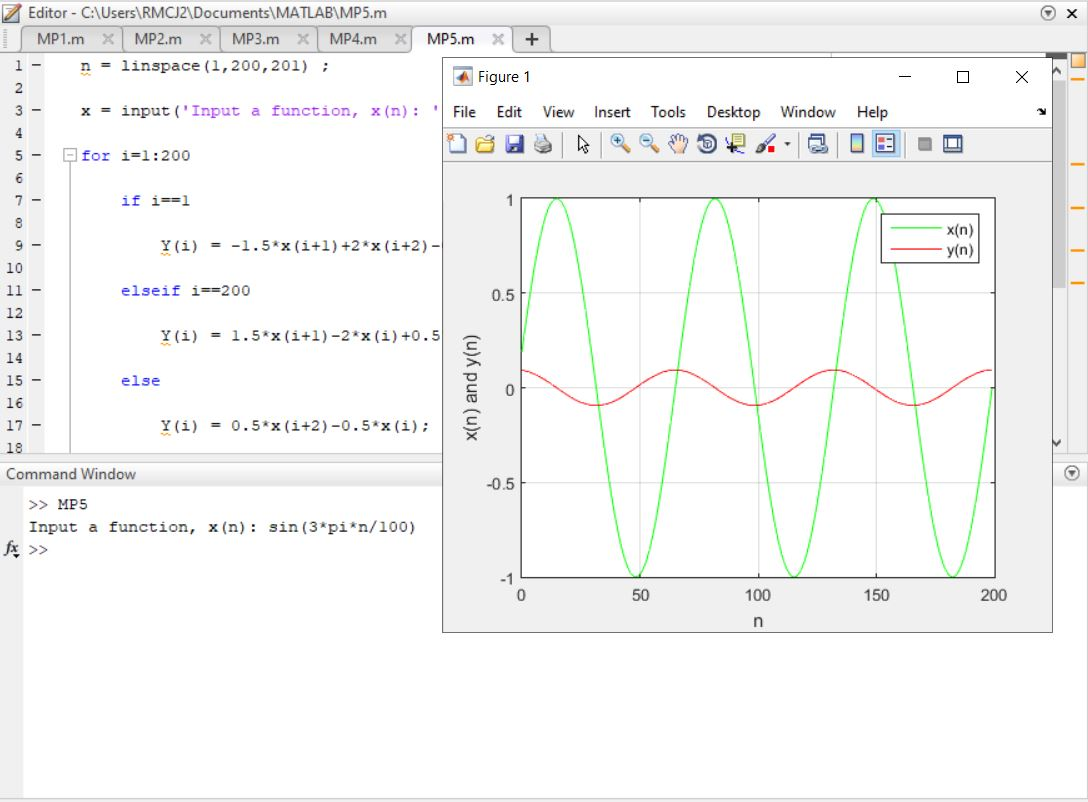 Editor - C:\Users\RMCJ2\Documents\MATLAB\MP5.m
MP1.m MP2.m MP3.m MP4.m MP5.m +
1 n = linspace(1,200,201) ;
2
3 x = input('Input a function, x(n): '
4
5 for i=1:200
6
7 if i==1
8
9 Y(i) = -1.5*x(i+1)+2*x(i+2)-
10
11 elseif i==200
12
13 Y(i) = 1.5*x(i+1)-2*x(i)+0.5
14
15 else
16
17 Y(i) = 0.5*x(i+2)-0.5*x(i);
18
Figure 1
File Edit View Insert Tools Desktop Window Help
x(n)
y(n)
1
0.5
0
-0.5
-1
x(n) and y(n)
0 50 100 150 200
n
Command Window
>> MP5
Input a function, x(n): sin(3*pi*n/100)
fx >>